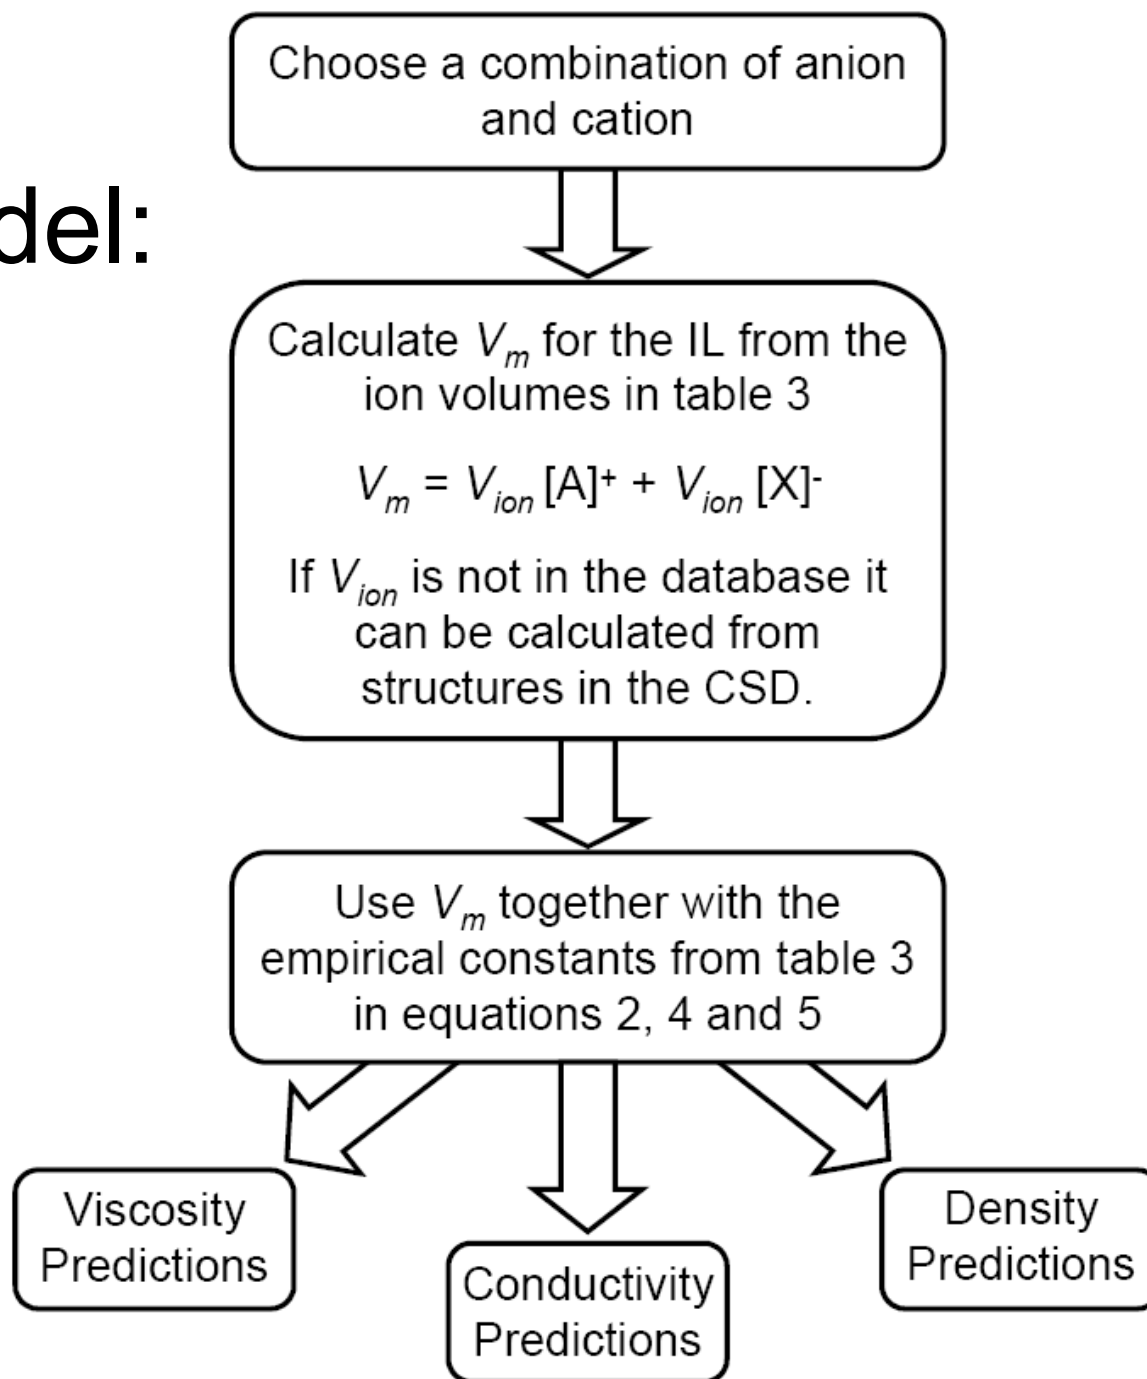 Choose a combination of anion
and cation
del:
Calculate Vₘ for the IL from the
ion volumes in table 3
Vₘ = Vᵢₒₙ [A]⁺ + Vᵢₒₙ [X]⁻
If Vᵢₒₙ is not in the database it
can be calculated from
structures in the CSD.
Use Vₘ together with the
empirical constants from table 3
in equations 2, 4 and 5
Viscosity
Predictions
Conductivity
Predictions
Density
Predictions